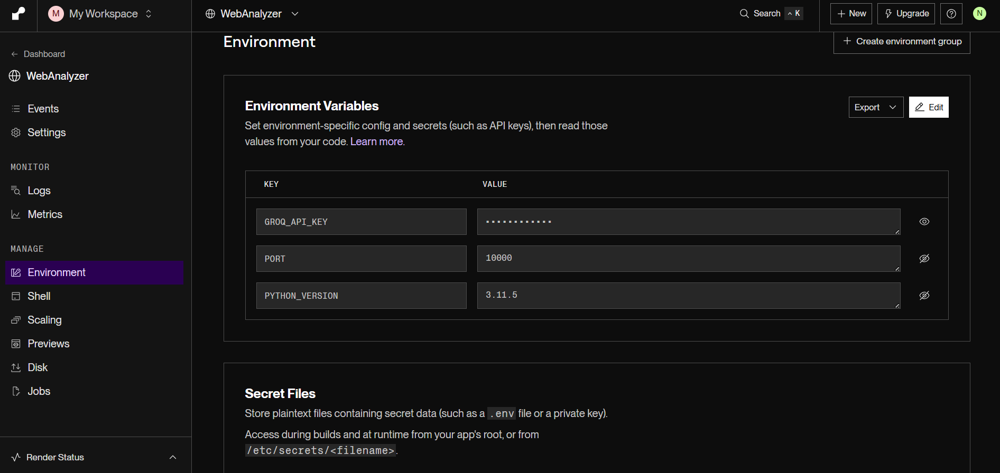 M My Workspace
WebAnalyzer
Search ^ K
+ New
Upgrade
N
← Dashboard
WebAnalyzer
Events
Settings
MONITOR
Logs
Metrics
MANAGE
Environment
Shell
Scaling
Previews
Disk
Jobs
Render Status
Environment
+ Create environment group
Environment Variables
Export
Edit
Set environment-specific config and secrets (such as API keys), then read those
values from your code. Learn more.
KEY VALUE
GROQ_API_KEY ••••••••••••
PORT 10000
PYTHON_VERSION 3.11.5
Secret Files
Store plaintext files containing secret data (such as a .env file or a private key).
Access during builds and at runtime from your app's root, or from
/etc/secrets/<filename>.